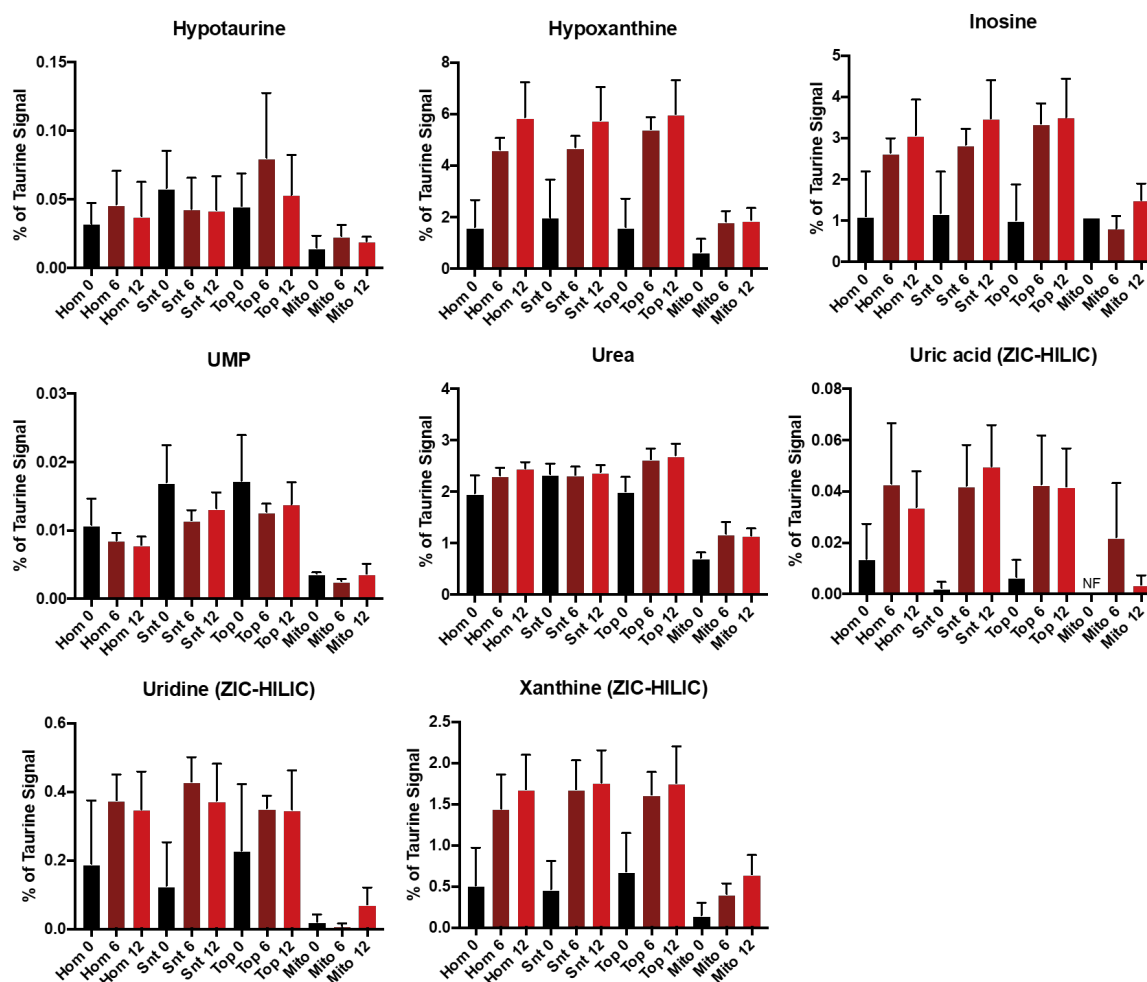 Hypotaurine
% of Taurine Signal
0.15
0.10
0.05
0.00
Hom 0
Hom 6
Hom 12
Snt 0
Snt 6
Snt 12
Top 0
Top 6
Top 12
Mito 0
Mito 6
Mito 12
Hypoxanthine
% of Taurine Signal
8
6
4
2
0
Hom 0
Hom 6
Hom 12
Snt 0
Snt 6
Snt 12
Top 0
Top 6
Top 12
Mito 0
Mito 6
Mito 12
Inosine
% of Taurine Signal
5
4
3
2
1
0
Hom 0
Hom 6
Hom 12
Snt 0
Snt 6
Snt 12
Top 0
Top 6
Top 12
Mito 0
Mito 6
Mito 12
UMP
% of Taurine Signal
0.03
0.02
0.01
0.00
Hom 0
Hom 6
Hom 12
Snt 0
Snt 6
Snt 12
Top 0
Top 6
Top 12
Mito 0
Mito 6
Mito 12
Urea
% of Taurine Signal
4
3
2
1
0
Hom 0
Hom 6
Hom 12
Snt 0
Snt 6
Snt 12
Top 0
Top 6
Top 12
Mito 0
Mito 6
Mito 12
Uric acid (ZIC-HILIC)
% of Taurine Signal
0.08
0.06
0.04
0.02
0.00
NF
Hom 0
Hom 6
Hom 12
Snt 0
Snt 6
Snt 12
Top 0
Top 6
Top 12
Mito 0
Mito 6
Mito 12
Uridine (ZIC-HILIC)
% of Taurine Signal
0.6
0.4
0.2
0.0
Hom 0
Hom 6
Hom 12
Snt 0
Snt 6
Snt 12
Top 0
Top 6
Top 12
Mito 0
Mito 6
Mito 12
Xanthine (ZIC-HILIC)
% of Taurine Signal
2.5
2.0
1.5
1.0
0.5
0.0
Hom 0
Hom 6
Hom 12
Snt 0
Snt 6
Snt 12
Top 0
Top 6
Top 12
Mito 0
Mito 6
Mito 12